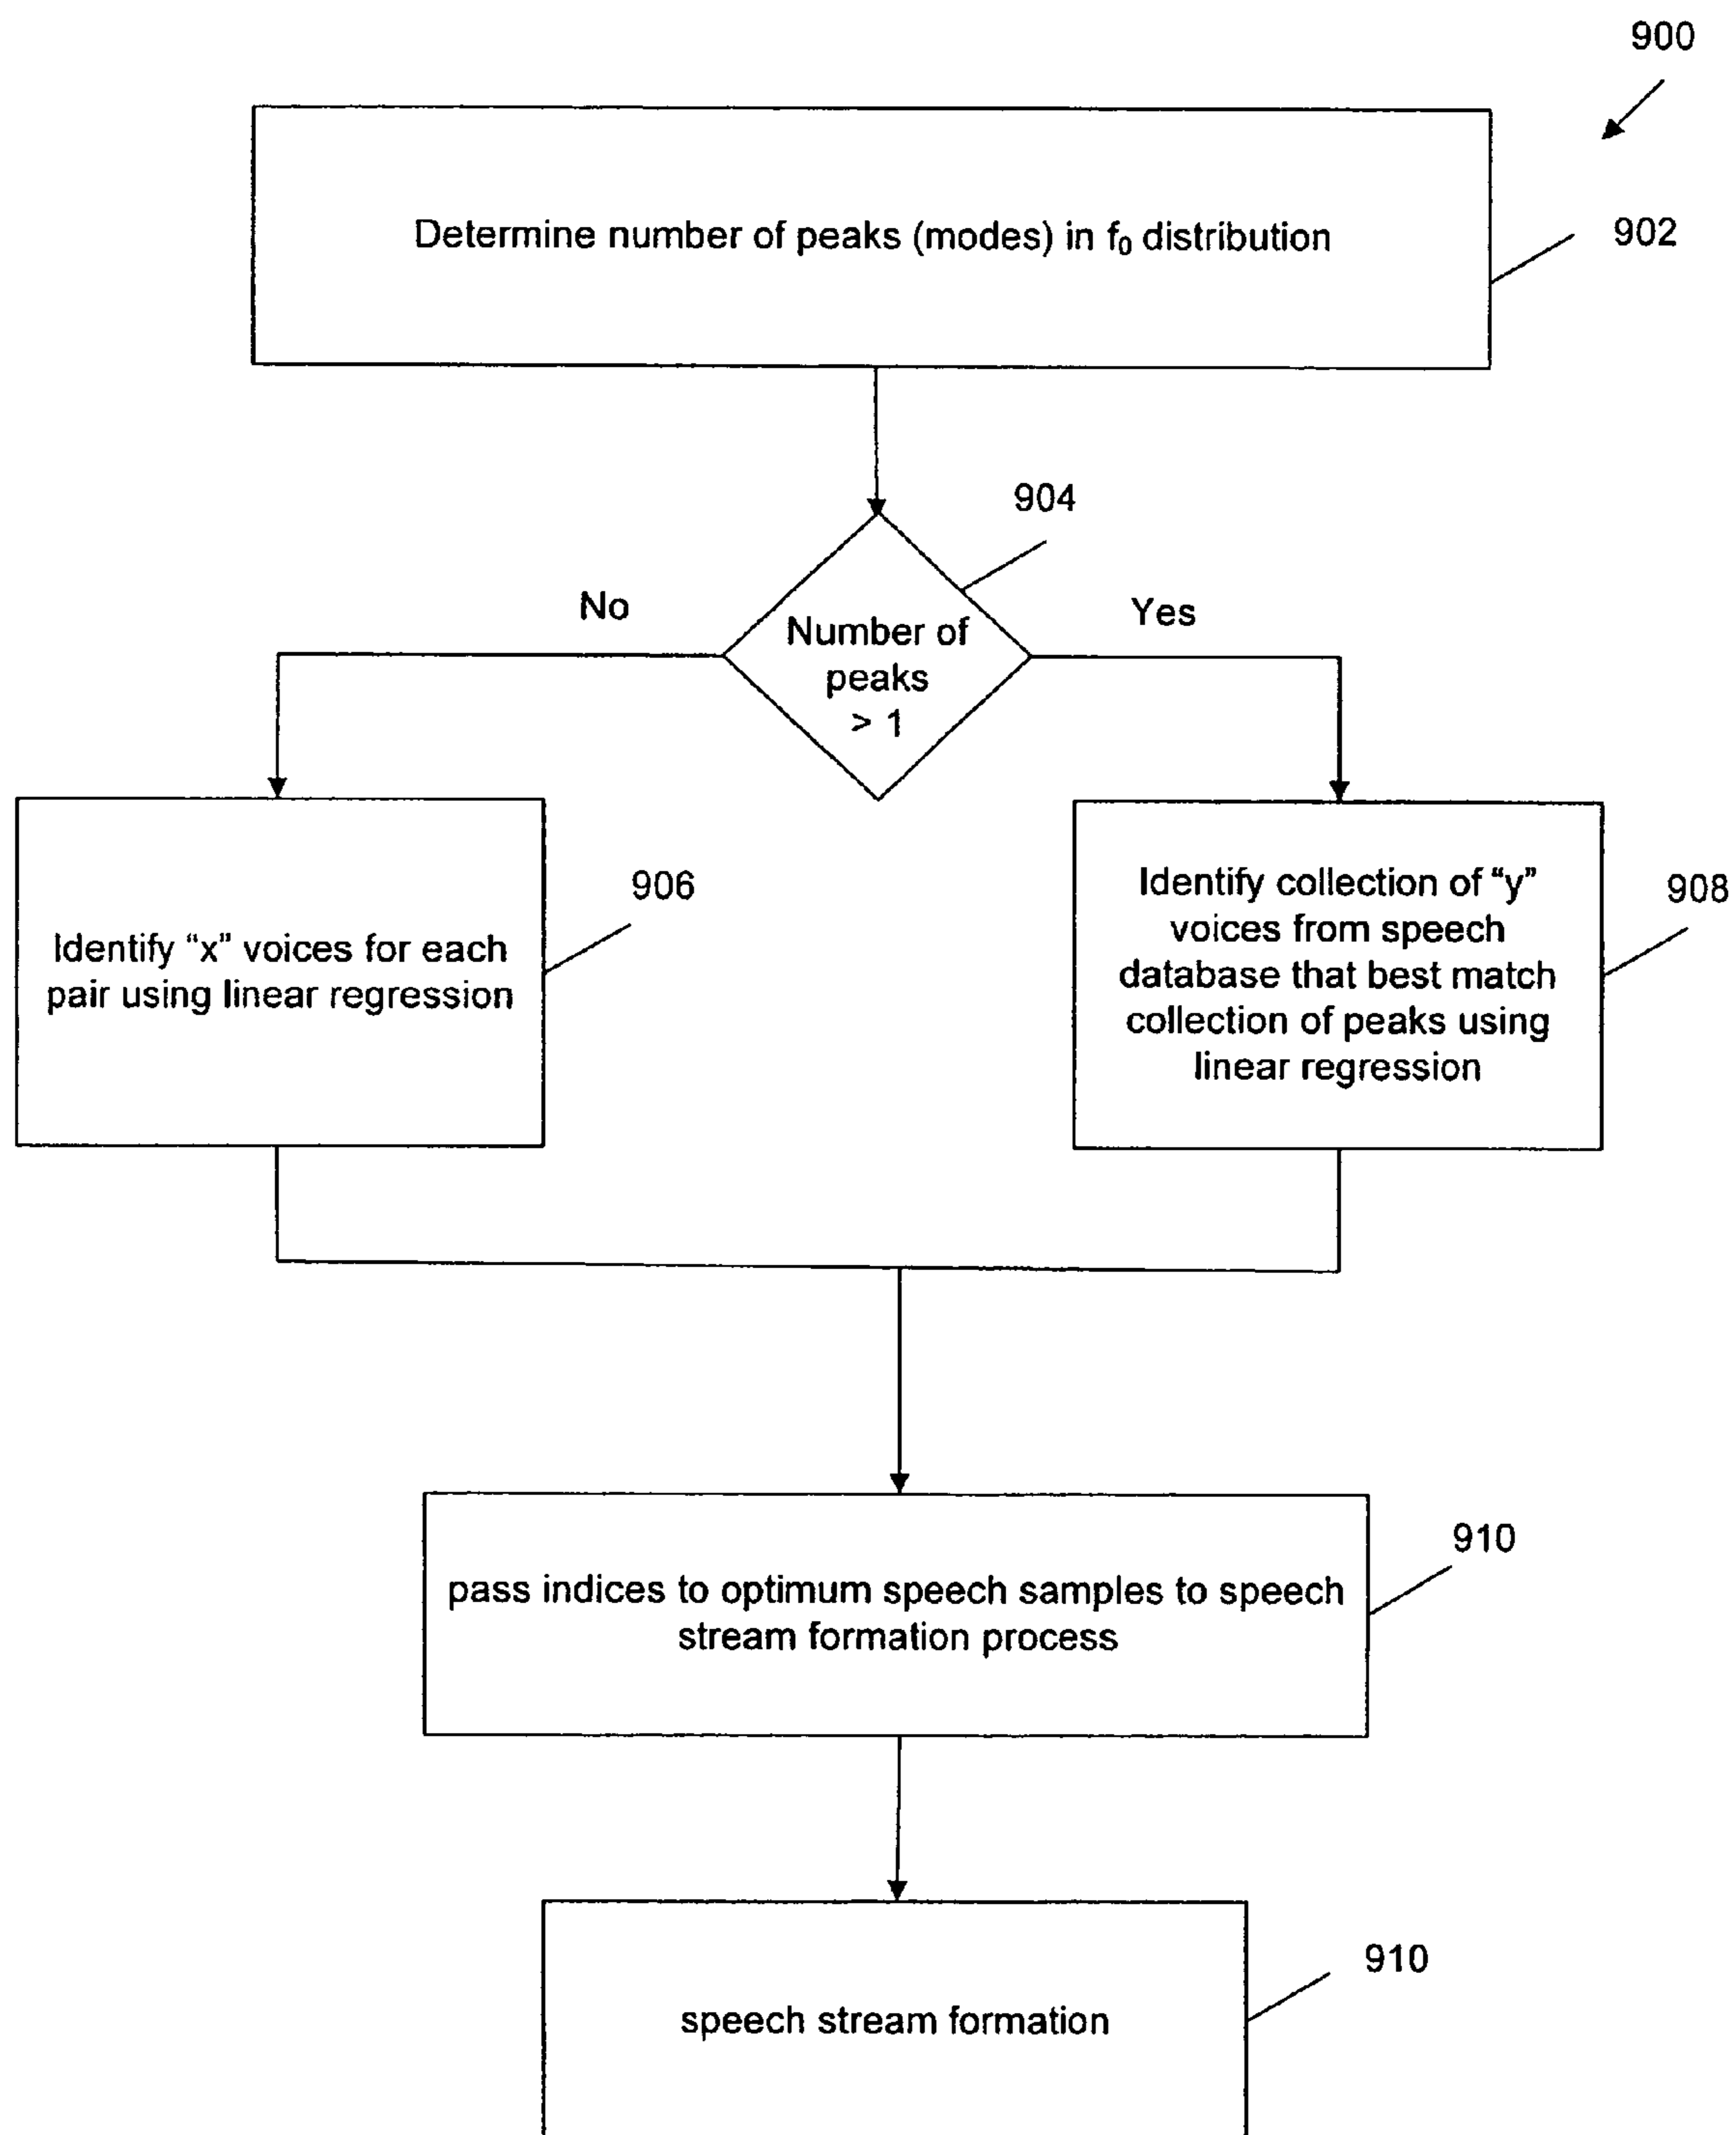 900
Determine number of peaks (modes) in f₀ distribution
902
904
No
Yes
Number of
peaks
> 1
906
Identify “x” voices for each
pair using linear regression
Identify collection of “y”
voices from speech
database that best match
collection of peaks using
linear regression
908
910
pass indices to optimum speech samples to speech
stream formation process
910
speech stream formation